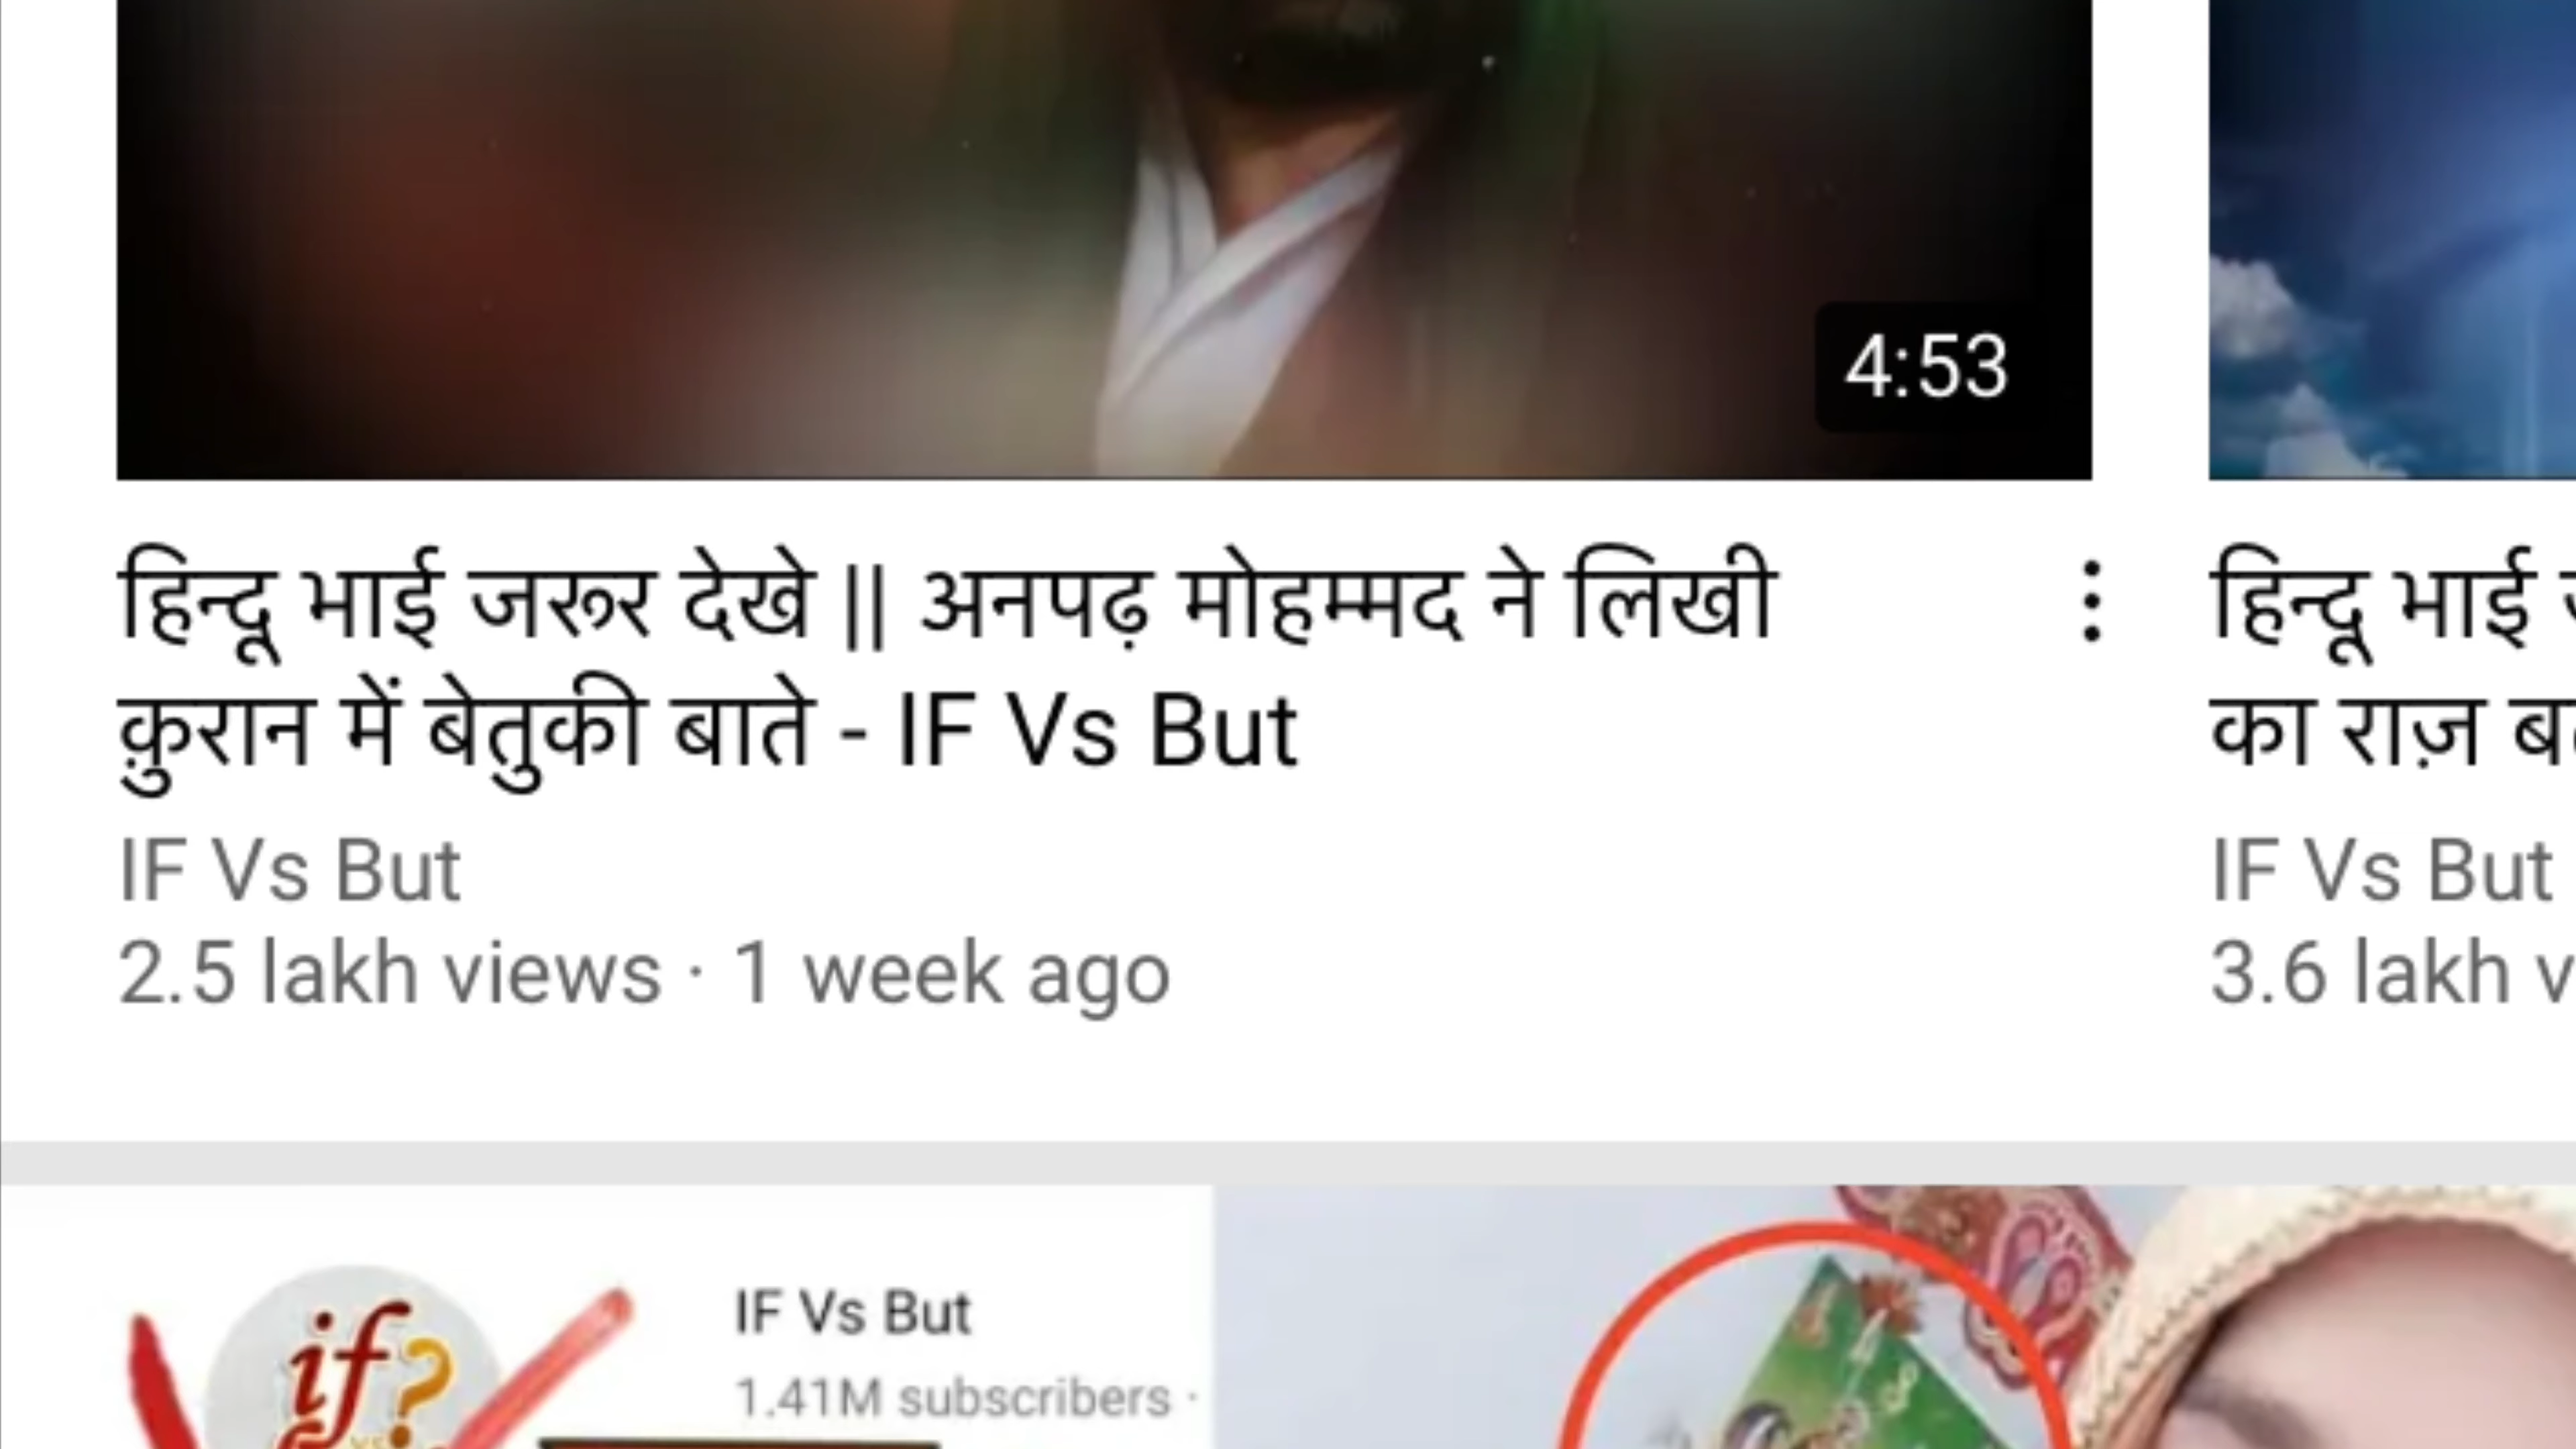 4:53
हिन्दू भाई जरूर देखे || अनपढ़ मोहम्मद ने लिखी
क़ुरान में बेतुकी बाते - IF Vs But
IF Vs But
2.5 lakh views · 1 week ago
हिन्दू भाई
का राज़
IF Vs But
3.6 lakh v
IF Vs But
1.41M subscribers ·
if ?
vs